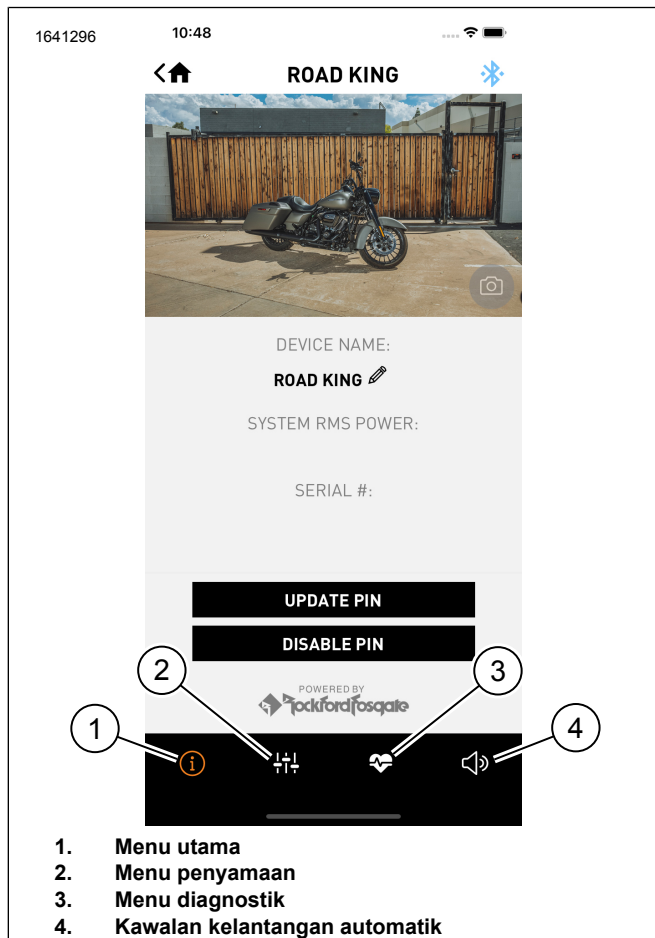 1641296
10:48
ROAD KING
DEVICE NAME:
ROAD KING
SYSTEM RMS POWER:
SERIAL #:
UPDATE PIN
DISABLE PIN
POWERED BY
Rockford Fosgate
2
3
1
4
1. Menu utama
2. Menu penyamaan
3. Menu diagnostik
4. Kawalan kelantangan automatik